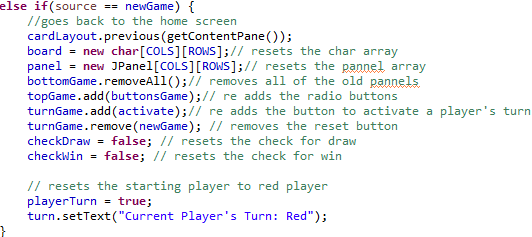 else if(source == newGame) {
//goes back to the home screen
cardLayout.previous(getContentPane());
board = new char[COLS][ROWS];// resets the char array
panel = new JPanel[COLS][ROWS];// resets the pannel array
bottomGame.removeAll();// removes all of the old pannels
topGame.add(buttonsGame);// re adds the radio buttons
turnGame.add(activate);// re adds the button to activate a player's turn
turnGame.remove(newGame); // removes the reset button
checkDraw = false; // resets the check for draw
checkWin = false; // resets the check for win
// resets the starting player to red player
playerTurn = true;
turn.setText("Current Player's Turn: Red");
}